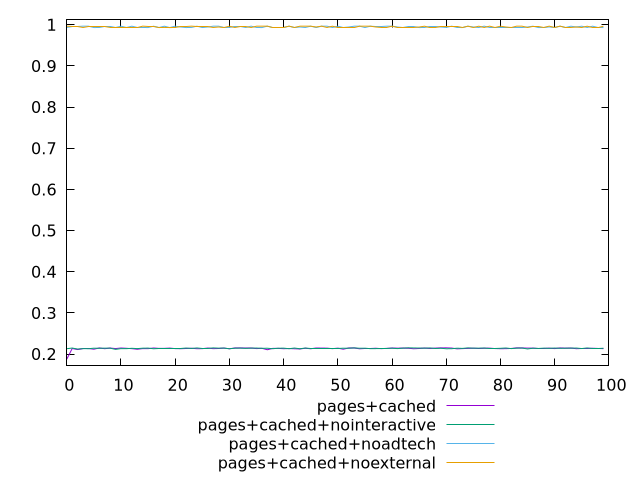 1
0.9
0.8
0.7
0.6
0.5
0.4
0.3
0.2
0 10 20 30 40 50 60 70 80 90 100
pages+cached
pages+cached+nointeractive
pages+cached+noadtech
pages+cached+noexternal